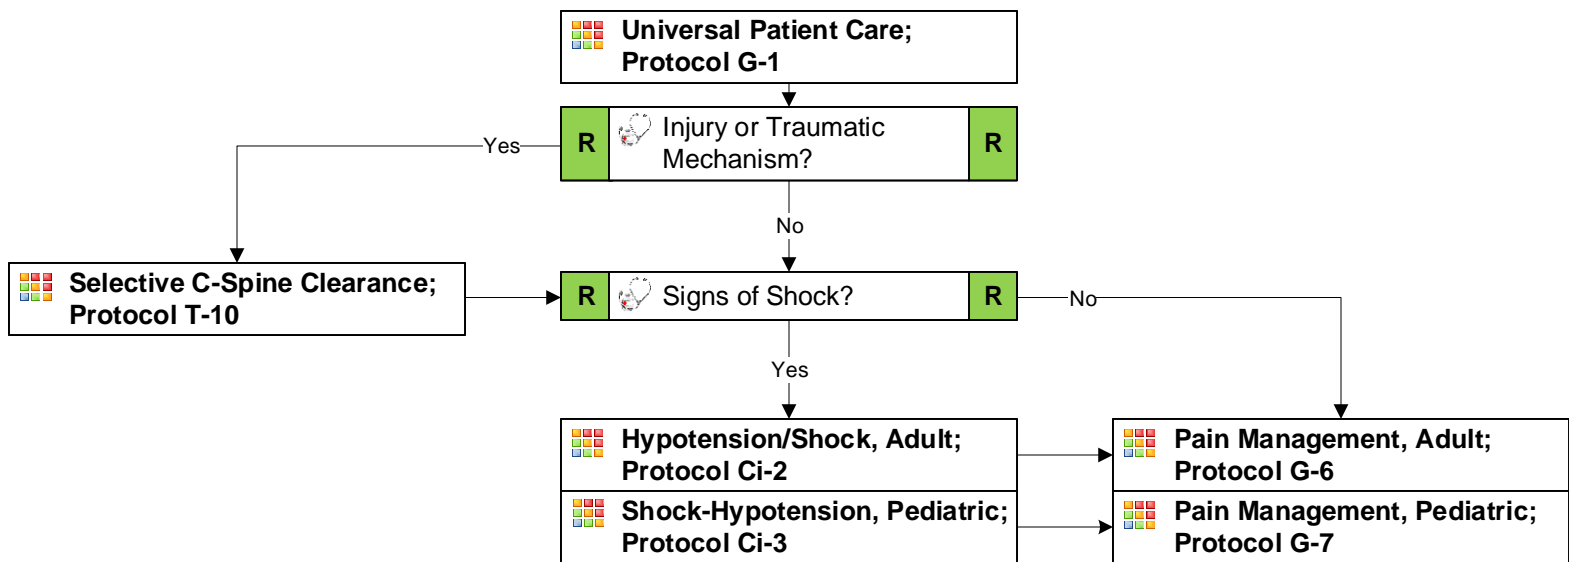 Universal Patient Care;
Protocol G-1
R
Injury or Traumatic
Mechanism?
R
Yes
No
Selective C-Spine Clearance;
Protocol T-10
R
Signs of Shock?
R
No
Yes
Hypotension/Shock, Adult;
Protocol Ci-2
Pain Management, Adult;
Protocol G-6
Shock-Hypotension, Pediatric;
Protocol Ci-3
Pain Management, Pediatric;
Protocol G-7